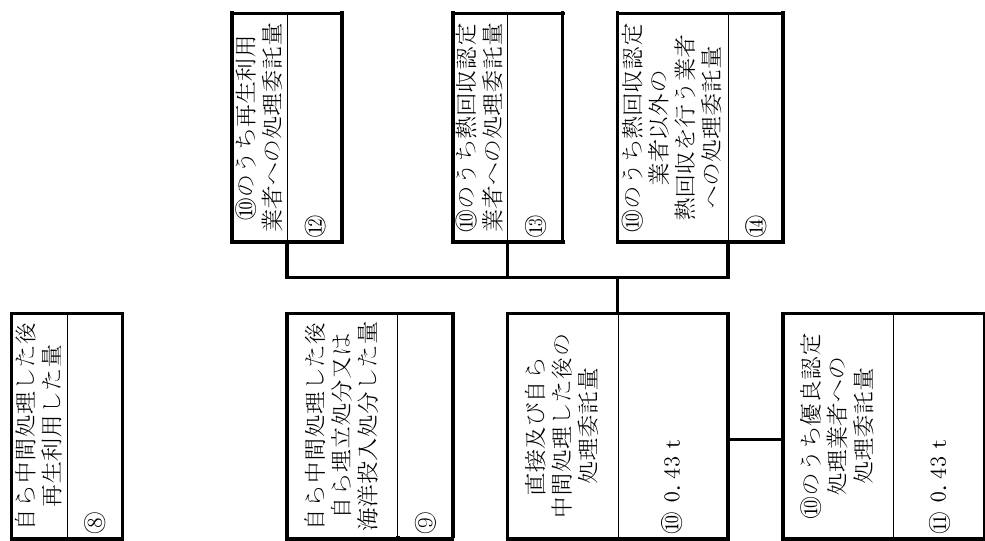 自ら中間処理した後
再生利用した量
⑧
自ら中間処理した後
自ら埋立処分又は
海洋投入処分した量
⑨
直接及び自ら
中間処理した後の
処理委託量
⑩ 0.43 t
⑩のうち優良認定
処理業者への
処理委託量
⑪ 0.43 t
⑩のうち再生利用
業者への処理委託量
⑫
⑩のうち熱回収認定
業者への処理委託量
⑬
⑩のうち熱回収認定
業者以外の
熱回収を行う業者
への処理委託量
⑭